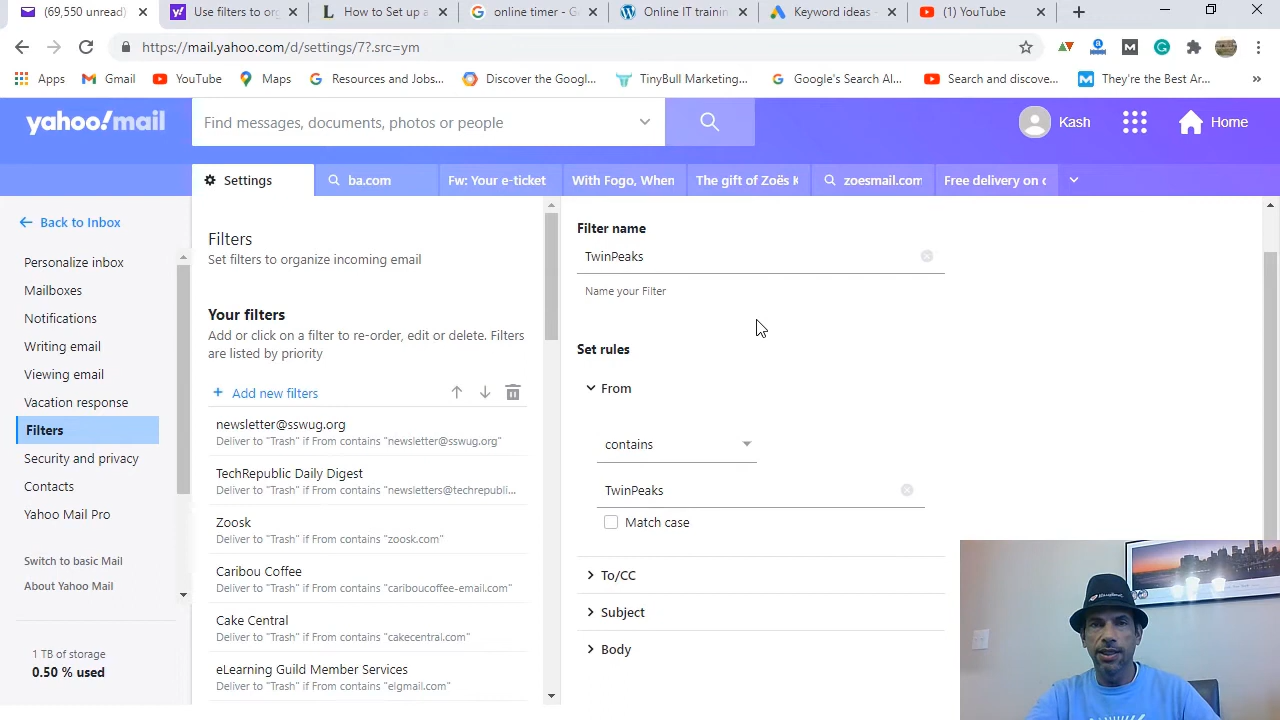 (69,550 unread)
Use filters to org
How to Set up a
online timer - G
Online IT traini
Keyword ideas
(1) YouTube
https://mail.yahoo.com/d/settings/7?.src=ym
Apps
Gmail
YouTube
Maps
Resources and Jobs...
Discover the Googl...
TinyBull Marketing...
Google's Search Al...
Search and discove...
They're the Best Ar...
yahoo!mail
Find messages, documents, photos or people
Kash
Home
Settings
ba.com
Fw: Your e-ticket
With Fogo, When
The gift of Zoës K
zoesmail.com
Free delivery on c
Back to Inbox
Personalize inbox
Mailboxes
Notifications
Writing email
Viewing email
Vacation response
Filters
Security and privacy
Contacts
Yahoo Mail Pro
Switch to basic Mail
About Yahoo Mail
1 TB of storage
0.50 % used
Filters
Set filters to organize incoming email
Your filters
Add or click on a filter to re-order, edit or delete. Filters
are listed by priority
+ Add new filters
newsletter@sswug.org
Deliver to "Trash" if From contains "newsletter@sswug.org"
TechRepublic Daily Digest
Deliver to "Trash" if From contains "newsletters@techrepubli...
Zoosk
Deliver to "Trash" if From contains "zoosk.com"
Caribou Coffee
Deliver to "Trash" if From contains "cariboucoffee-email.com"
Cake Central
Deliver to "Trash" if From contains "cakecentral.com"
eLearning Guild Member Services
Deliver to "Trash" if From contains "elgmail.com"
Filter name
TwinPeaks
Name your Filter
Set rules
From
contains
TwinPeaks
Match case
To/CC
Subject
Body